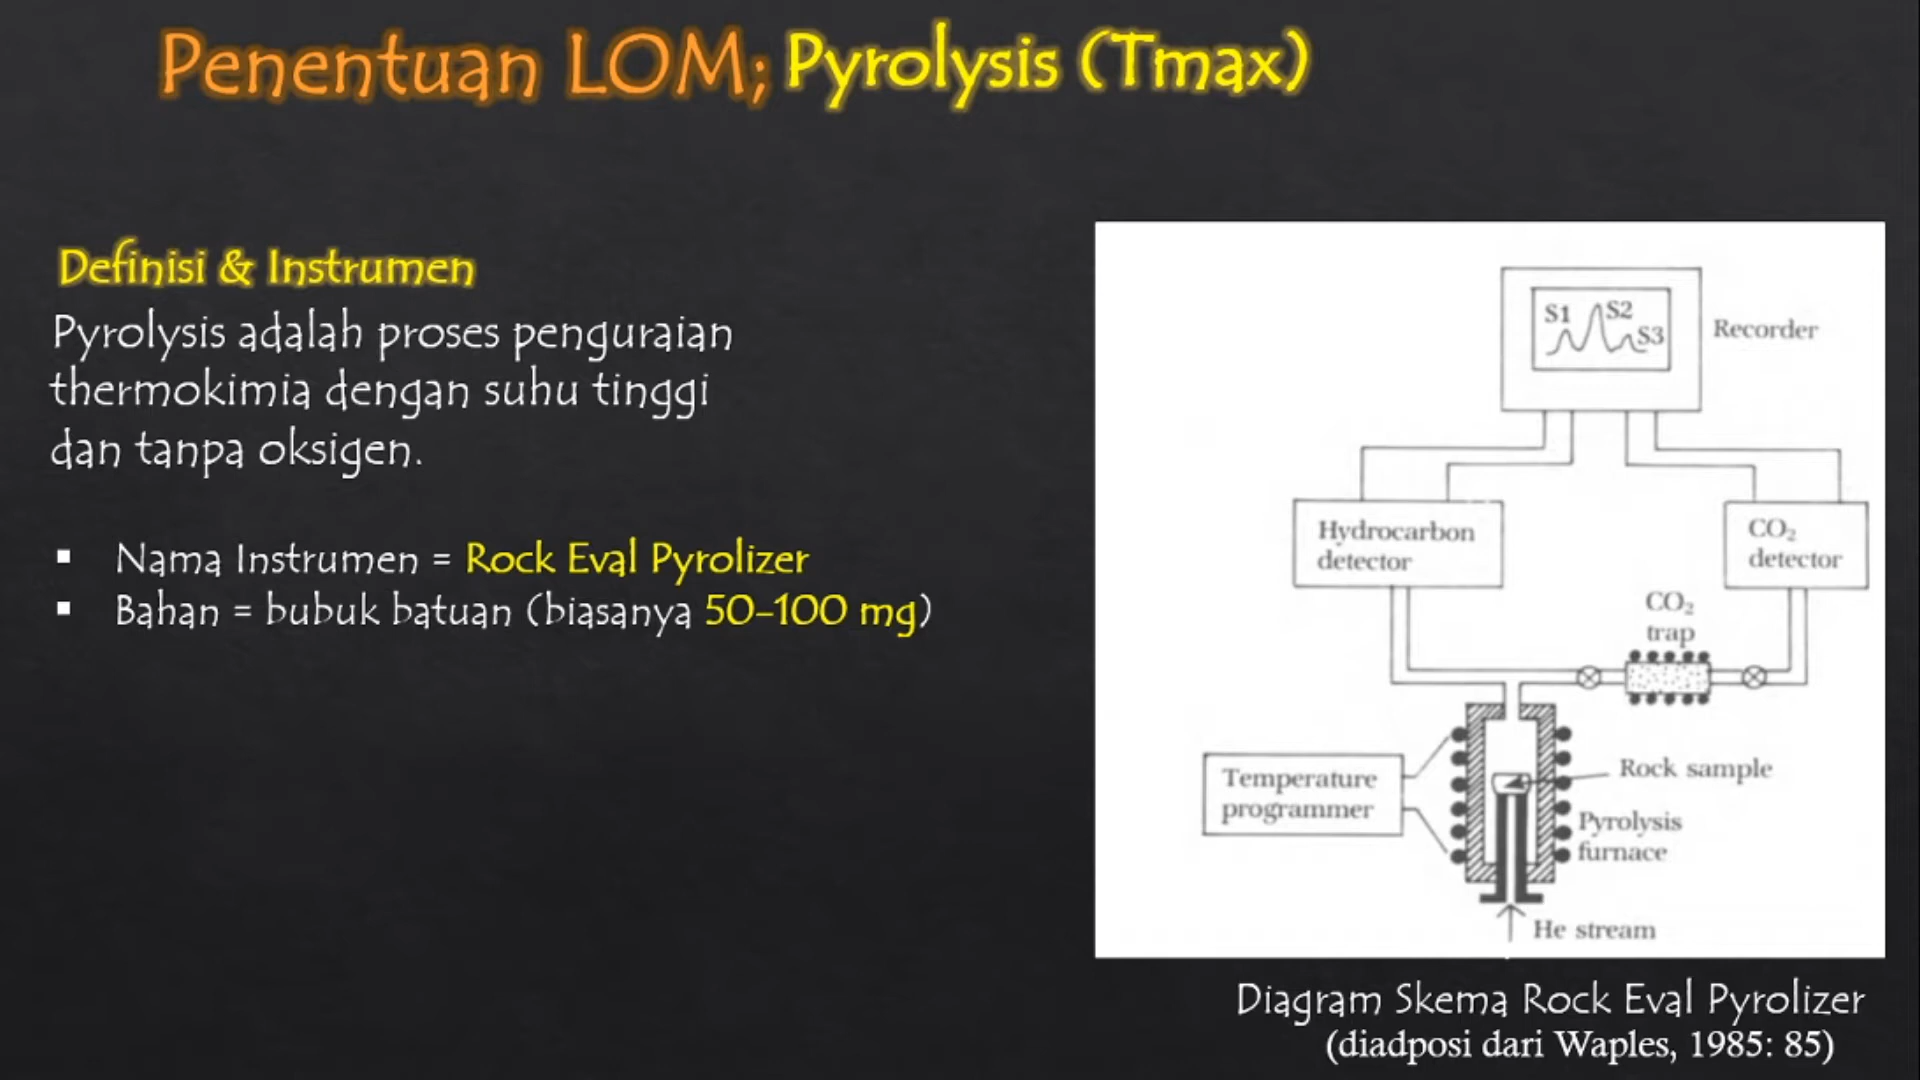 Penentuan LOM; Pyrolysis (Tmax)
Definisi & Instrumen
Pyrolysis adalah proses penguraian
thermokimia dengan suhu tinggi
dan tanpa oksigen.
▪ Nama Instrumen = Rock Eval Pyrolizer
▪ Bahan = bubuk batuan (biasanya 50-100 mg)
S1 S2 S3
Recorder
Hydrocarbon
detector
CO₂
detector
CO₂
trap
Temperature
programmer
Rock sample
Pyrolysis
furnace
He stream
Diagram Skema Rock Eval Pyrolizer
(diadposi dari Waples, 1985: 85)